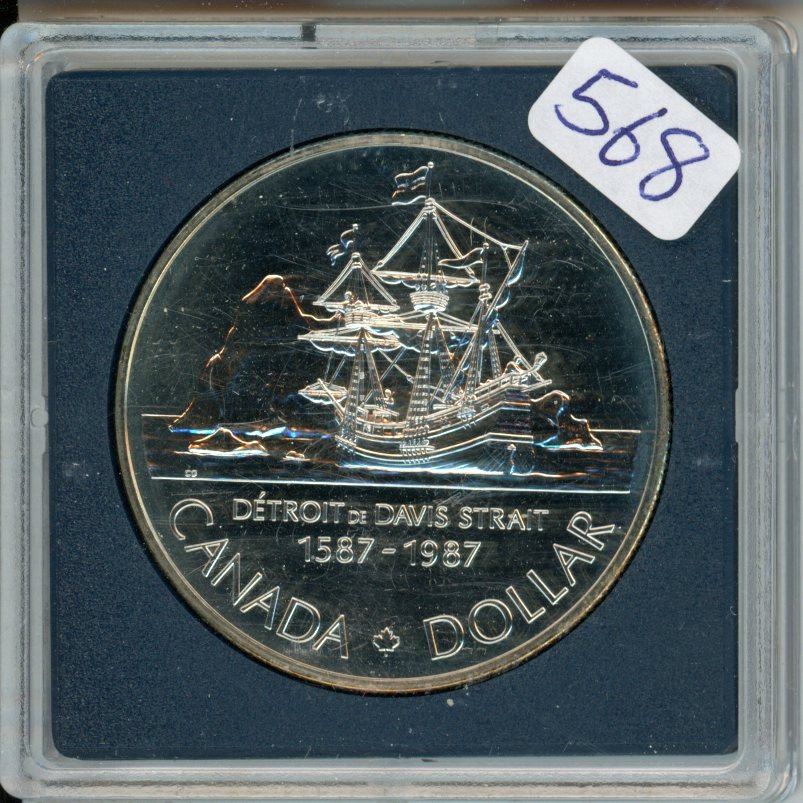 568
DÉTROIT DE DAVIS STRAIT
1587-1987
CANADA DOLLAR